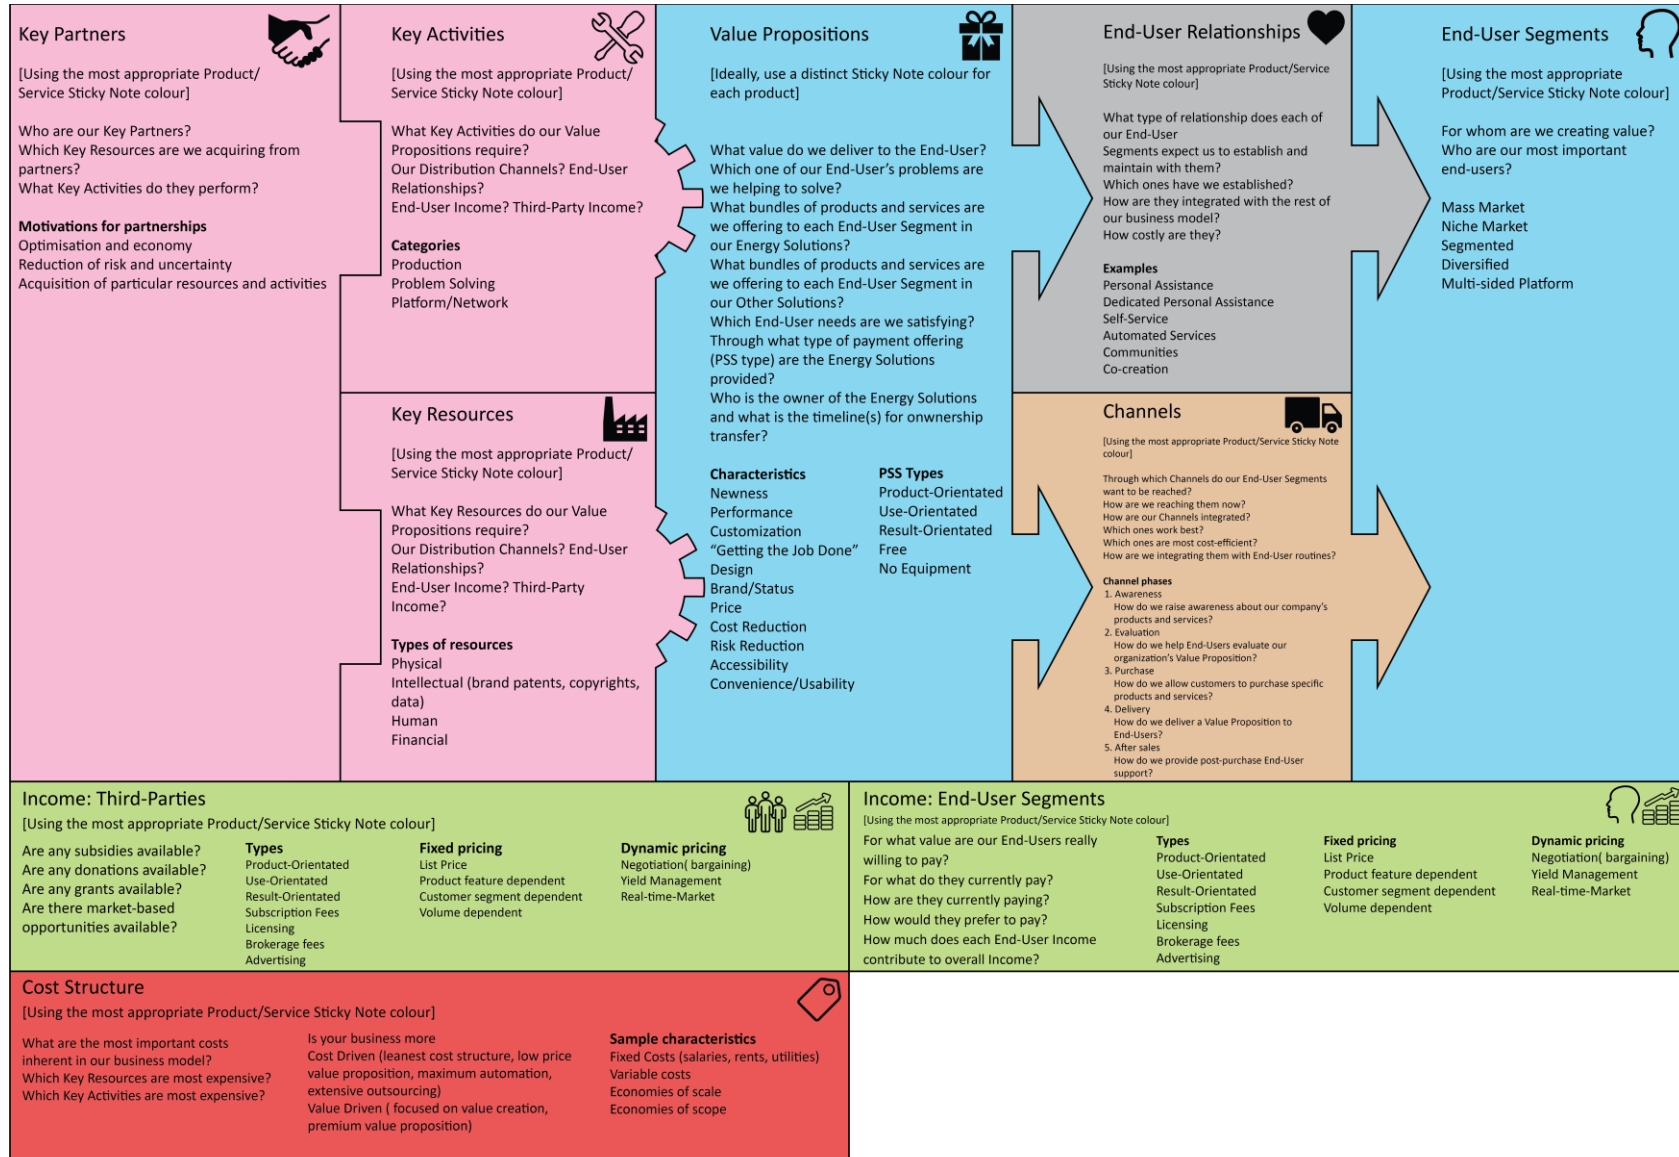 Key Partners
[Using the most appropriate Product/
Service Sticky Note colour]
Who are our Key Partners?
Which Key Resources are we acquiring from
partners?
What Key Activities do they perform?
Motivations for partnerships
Optimisation and economy
Reduction of risk and uncertainty
Acquisition of particular resources and activities
Key Activities
[Using the most appropriate Product/
Service Sticky Note colour]
What Key Activities do our Value
Propositions require?
Our Distribution Channels? End-User
Relationships?
End-User Income? Third-Party Income?
Categories
Production
Problem Solving
Platform/Network
Key Resources
[Using the most appropriate Product/
Service Sticky Note colour]
What Key Resources do our Value
Propositions require?
Our Distribution Channels? End-User
Relationships?
End-User Income? Third-Party
Income?
Types of resources
Physical
Intellectual (brand patents, copyrights,
data)
Human
Financial
Value Propositions
[Ideally, use a distinct Sticky Note colour for
each product]
What value do we deliver to the End-User?
Which one of our End-User's problems are
we helping to solve?
What bundles of products and services are
we offering to each End-User Segment in
our Energy Solutions?
What bundles of products and services are
we offering to each End-User Segment in
our Other Solutions?
Which End-User needs are we satisfying?
Through what type of payment offering
(PSS type) are the Energy Solutions
provided?
Who is the owner of the Energy Solutions
and what is the timeline(s) for onwnership
transfer?
Characteristics
Newness
Performance
Customization
“Getting the Job Done”
Design
Brand/Status
Price
Cost Reduction
Risk Reduction
Accessibility
Convenience/Usability
PSS Types
Product-Orientated
Use-Orientated
Result-Orientated
Free
No Equipment
End-User Relationships
[Using the most appropriate Product/Service
Sticky Note colour]
What type of relationship does each of
our End-User
Segments expect us to establish and
maintain with them?
Which ones have we established?
How are they integrated with the rest of
our business model?
How costly are they?
Examples
Personal Assistance
Dedicated Personal Assistance
Self-Service
Automated Services
Communities
Co-creation
Channels
[Using the most appropriate Product/Service Sticky Note
colour]
Through which Channels do our End-User Segments
want to be reached?
How are we reaching them now?
How are our Channels integrated?
Which ones work best?
Which ones are most cost-efficient?
How are we integrating them with End-User routines?
Channel phases
1. Awareness
How do we raise awareness about our company's
products and services?
2. Evaluation
How do we help End-Users evaluate our
organization's Value Proposition?
3. Purchase
How do we allow customers to purchase specific
products and services?
4. Delivery
How do we deliver a Value Proposition to
End-Users?
5. After sales
How do we provide post-purchase End-User
support?
End-User Segments
[Using the most appropriate
Product/Service Sticky Note colour]
For whom are we creating value?
Who are our most important
end-users?
Mass Market
Niche Market
Segmented
Diversified
Multi-sided Platform
Income: Third-Parties
[Using the most appropriate Product/Service Sticky Note colour]
Are any subsidies available?
Are any donations available?
Are any grants available?
Are there market-based
opportunities available?
Types
Product-Orientated
Use-Orientated
Result-Orientated
Subscription Fees
Licensing
Brokerage fees
Advertising
Fixed pricing
List Price
Product feature dependent
Customer segment dependent
Volume dependent
Dynamic pricing
Negotiation( bargaining)
Yield Management
Real-time-Market
Income: End-User Segments
[Using the most appropriate Product/Service Sticky Note colour]
For what value are our End-Users really
willing to pay?
For what do they currently pay?
How are they currently paying?
How would they prefer to pay?
How much does each End-User Income
contribute to overall Income?
Types
Product-Orientated
Use-Orientated
Result-Orientated
Subscription Fees
Licensing
Brokerage fees
Advertising
Fixed pricing
List Price
Product feature dependent
Customer segment dependent
Volume dependent
Dynamic pricing
Negotiation( bargaining)
Yield Management
Real-time-Market
Cost Structure
[Using the most appropriate Product/Service Sticky Note colour]
What are the most important costs
inherent in our business model?
Which Key Resources are most expensive?
Which Key Activities are most expensive?
Is your business more
Cost Driven (leanest cost structure, low price
value proposition, maximum automation,
extensive outsourcing)
Value Driven ( focused on value creation,
premium value proposition)
Sample characteristics
Fixed Costs (salaries, rents, utilities)
Variable costs
Economies of scale
Economies of scope